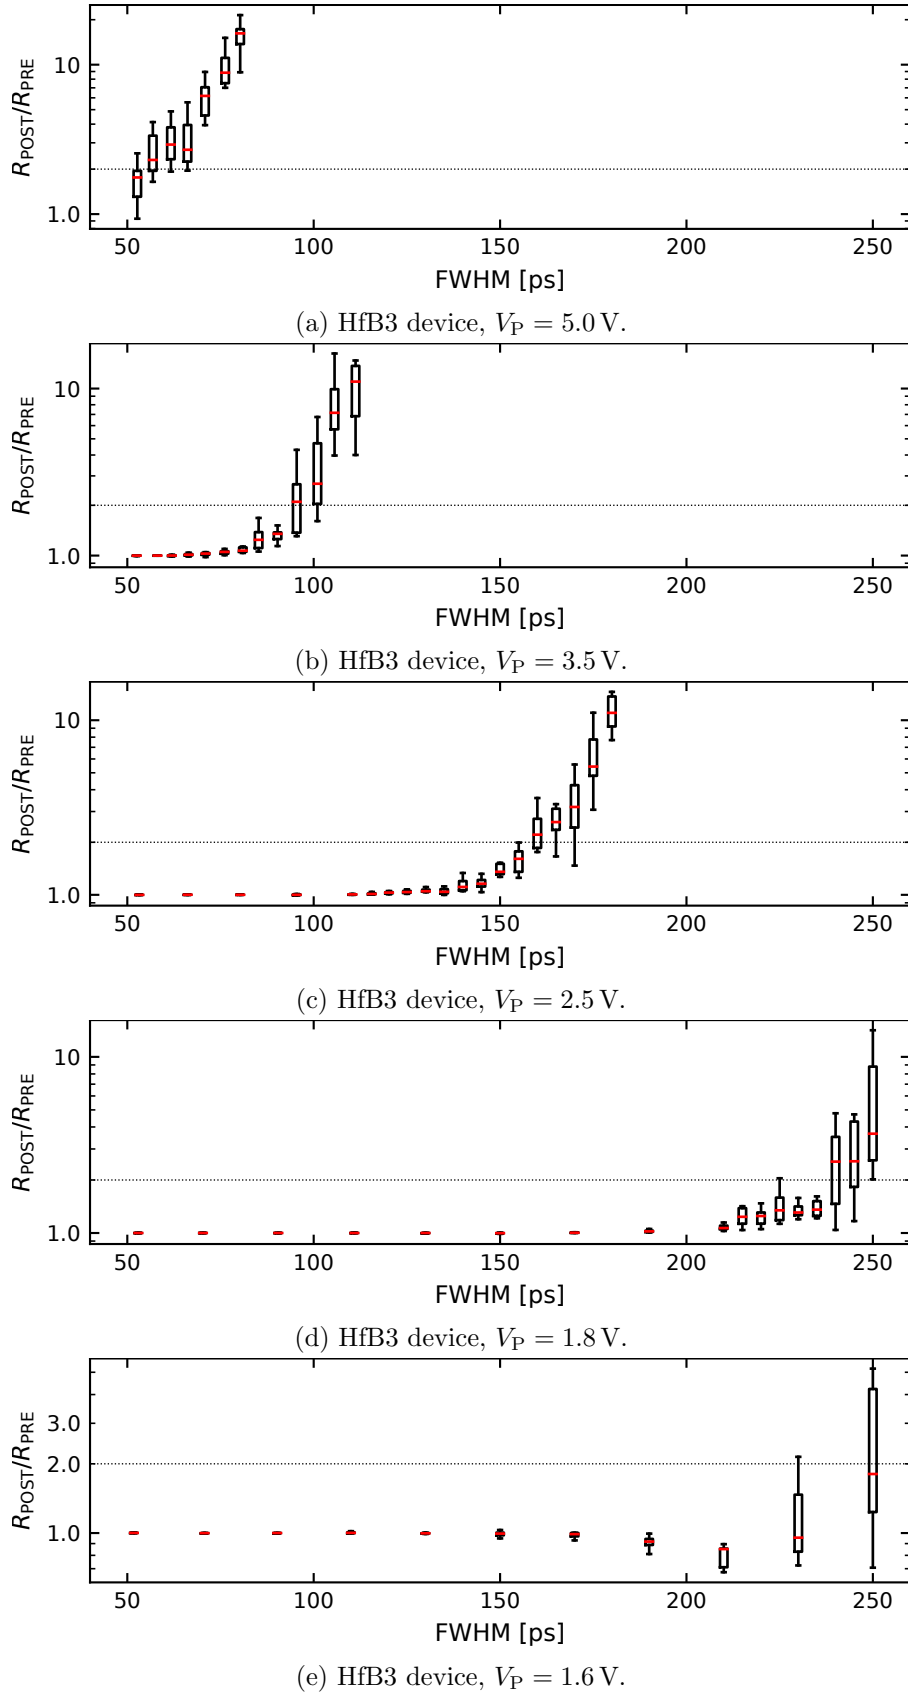 10
1.0
R_POST/R_PRE
50 100 150 200 250
FWHM [ps]
(a) HfB3 device, V_P = 5.0 V.
10
1.0
R_POST/R_PRE
50 100 150 200 250
FWHM [ps]
(b) HfB3 device, V_P = 3.5 V.
10
1.0
R_POST/R_PRE
50 100 150 200 250
FWHM [ps]
(c) HfB3 device, V_P = 2.5 V.
10
1.0
R_POST/R_PRE
50 100 150 200 250
FWHM [ps]
(d) HfB3 device, V_P = 1.8 V.
3.0
2.0
1.0
R_POST/R_PRE
50 100 150 200 250
FWHM [ps]
(e) HfB3 device, V_P = 1.6 V.